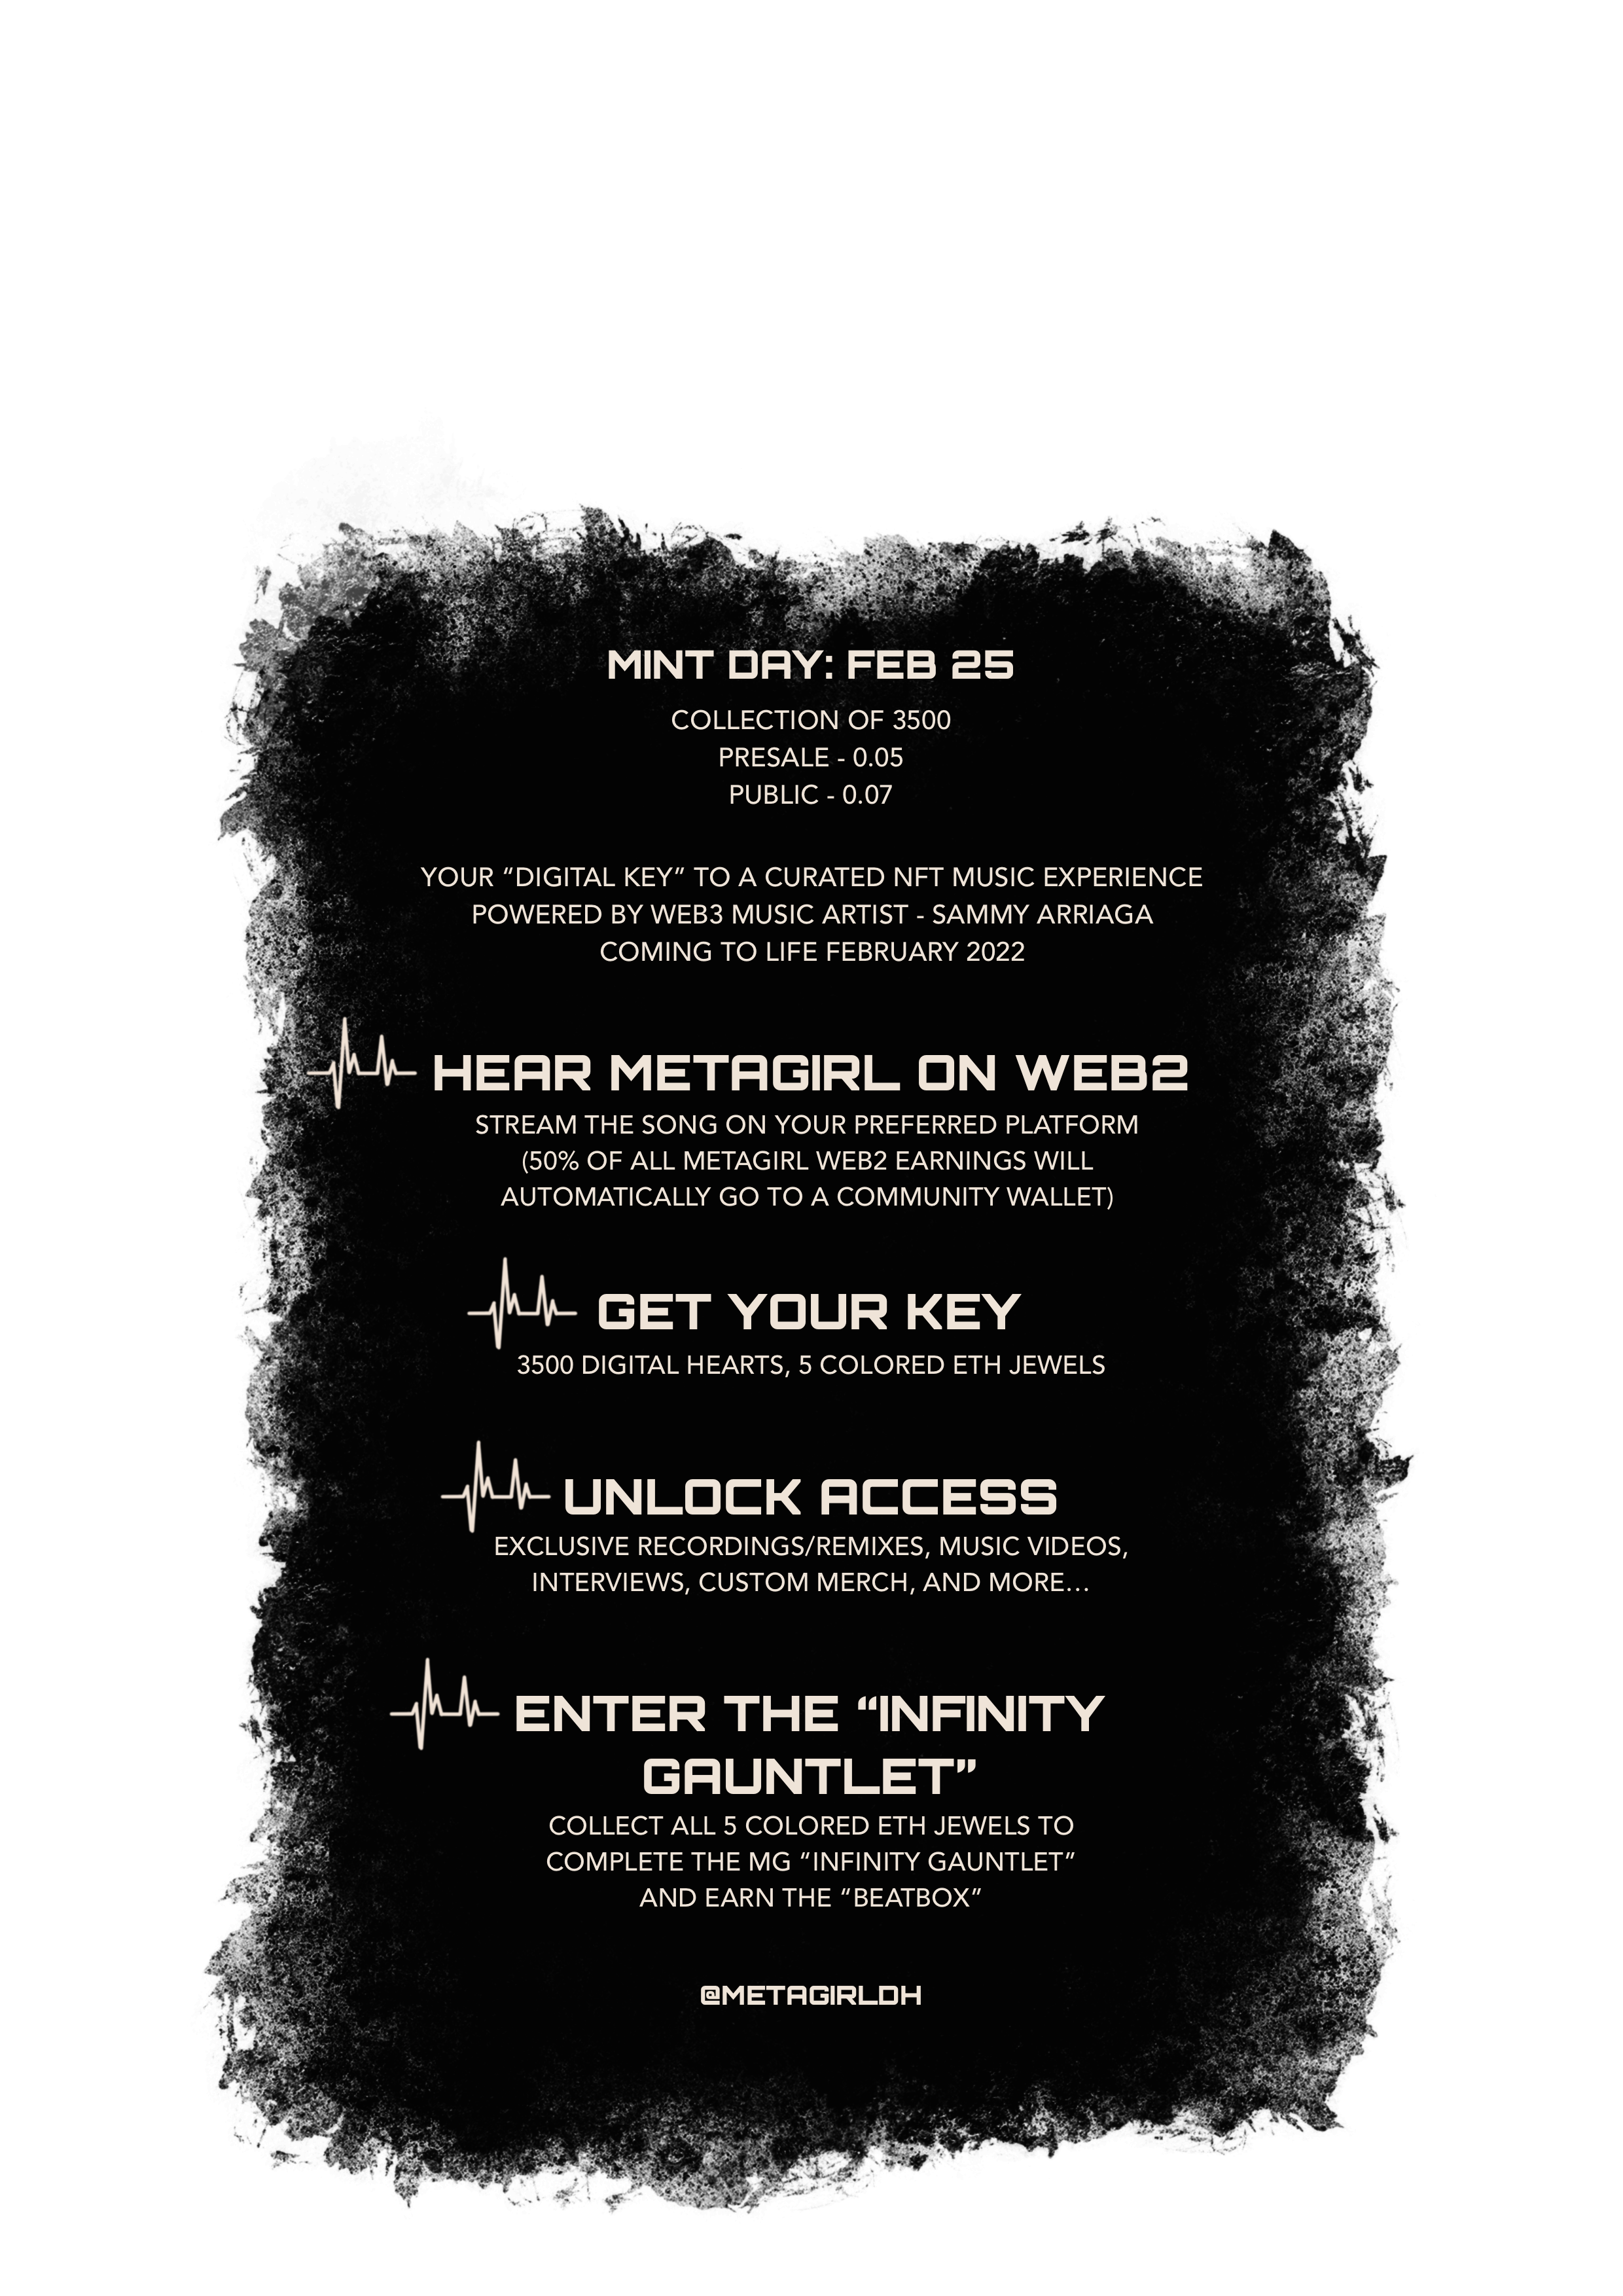 MINT DAY: FEB 25
COLLECTION OF 3500
PRESALE - 0.05
PUBLIC - 0.07
YOUR “DIGITAL KEY” TO A CURATED NFT MUSIC EXPERIENCE
POWERED BY WEB3 MUSIC ARTIST - SAMMY ARRIAGA
COMING TO LIFE FEBRUARY 2022
HEAR METAGIRL ON WEB2
STREAM THE SONG ON YOUR PREFERRED PLATFORM
(50% OF ALL METAGIRL WEB2 EARNINGS WILL
AUTOMATICALLY GO TO A COMMUNITY WALLET)
GET YOUR KEY
3500 DIGITAL HEARTS, 5 COLORED ETH JEWELS
UNLOCK ACCESS
EXCLUSIVE RECORDINGS/REMIXES, MUSIC VIDEOS,
INTERVIEWS, CUSTOM MERCH, AND MORE...
ENTER THE “INFINITY
GAUNTLET”
COLLECT ALL 5 COLORED ETH JEWELS TO
COMPLETE THE MG “INFINITY GAUNTLET”
AND EARN THE “BEATBOX”
@METAGIRLDH